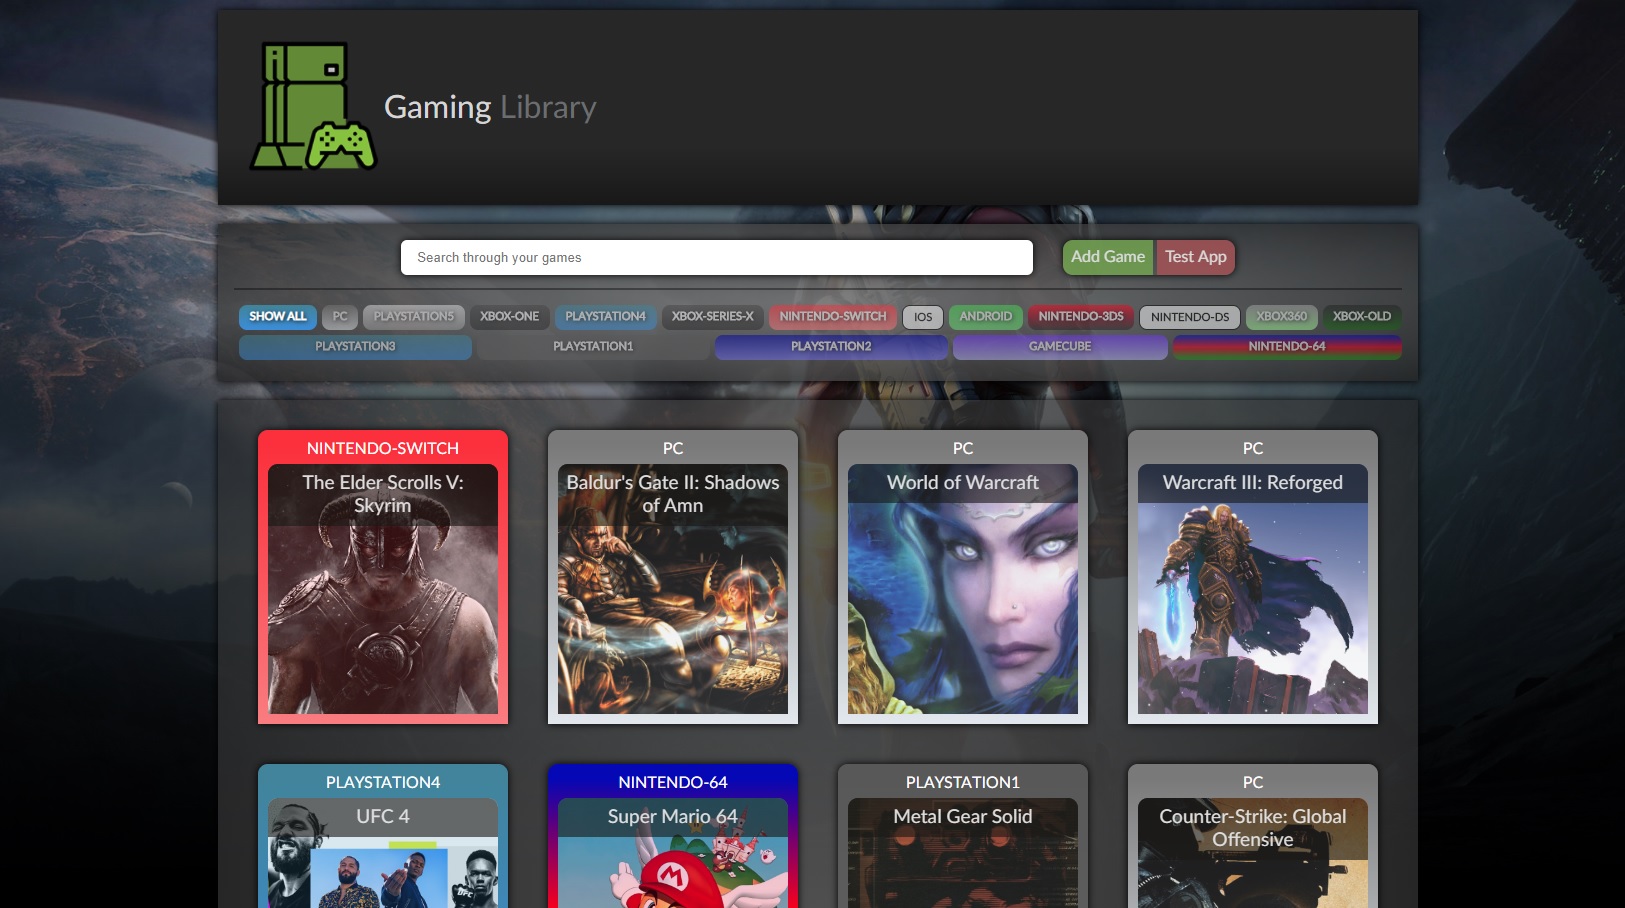 Gaming Library
Search through your games
Add Game
Test App
SHOW ALL
PC
PLAYSTATION5
XBOX-ONE
PLAYSTATION4
XBOX-SERIES-X
NINTENDO-SWITCH
IOS
ANDROID
NINTENDO-3DS
NINTENDO-DS
XBOX360
XBOX-OLD
PLAYSTATION3
PLAYSTATION1
PLAYSTATION2
GAMECUBE
NINTENDO-64
NINTENDO-SWITCH
The Elder Scrolls V:
Skyrim
PC
Baldur's Gate II: Shadows
of Amn
PC
World of Warcraft
PC
Warcraft III: Reforged
PLAYSTATION4
UFC 4
NINTENDO-64
Super Mario 64
M
PLAYSTATION1
Metal Gear Solid
PC
Counter-Strike: Global
Offensive